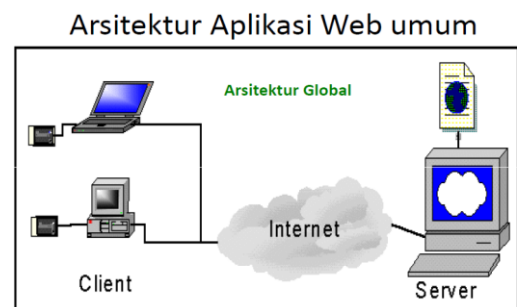 Arsitektur Aplikasi Web umum
Arsitektur Global
Internet
Client
Server